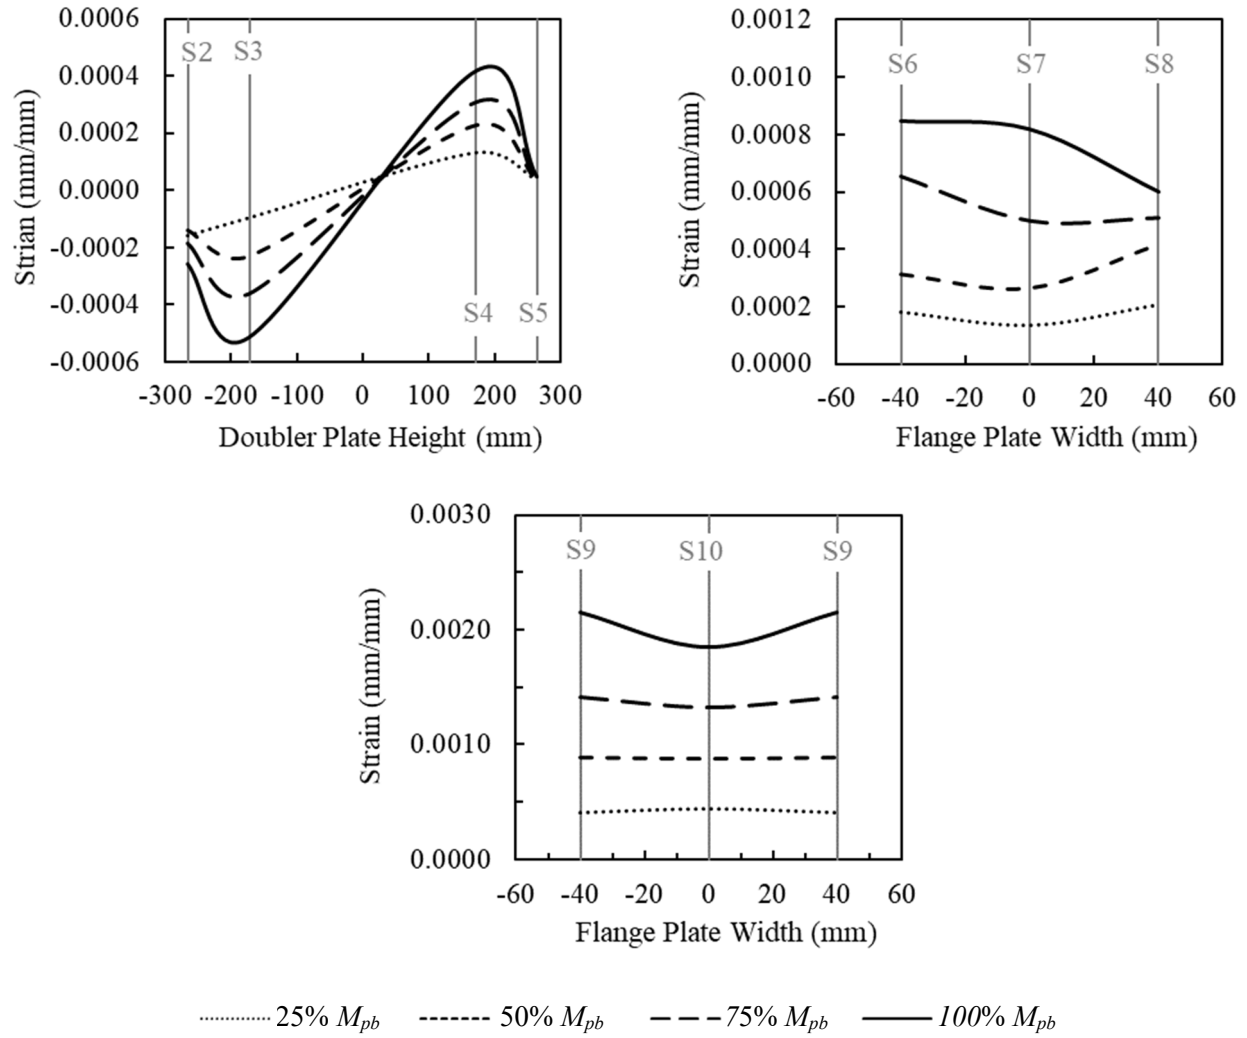 0.0006
0.0004
0.0002
0.0000
-0.0002
-0.0004
-0.0006
Strian (mm/mm)
S2
S3
S4
S5
-300
-200
-100
0
100
200
300
Doubler Plate Height (mm)
0.0012
0.0010
0.0008
0.0006
0.0004
0.0002
0.0000
Strain (mm/mm)
S6
S7
S8
-60
-40
-20
0
20
40
60
Flange Plate Width (mm)
0.0030
0.0020
0.0010
0.0000
Strain (mm/mm)
S9
S10
S9
-60
-40
-20
0
20
40
60
Flange Plate Width (mm)
25% Mpb
50% Mpb
75% Mpb
100% Mpb